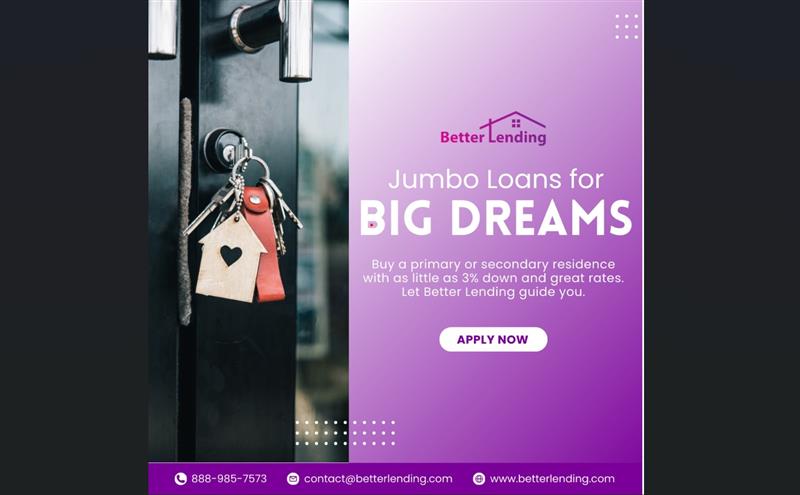 Better Lending
Jumbo Loans for
BIG DREAMS
Buy a primary or secondary residence
with as little as 3% down and great rates.
Let Better Lending guide you.
APPLY NOW
888-985-7573 contact@betterlending.com www.betterlending.com